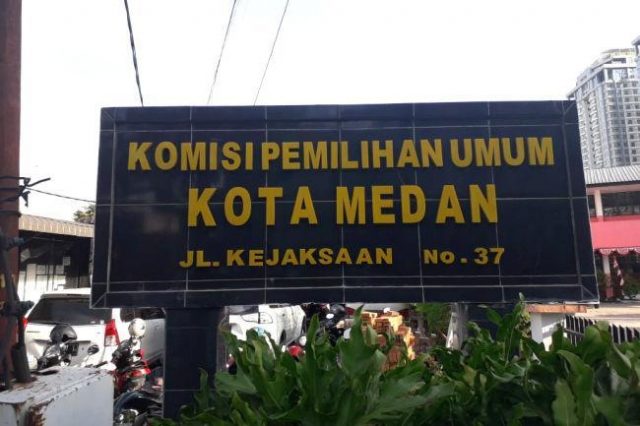 KOMISI PEMILIHAN UMUM
KOTA MEDAN
JL. KEJAKSAAN No. 37